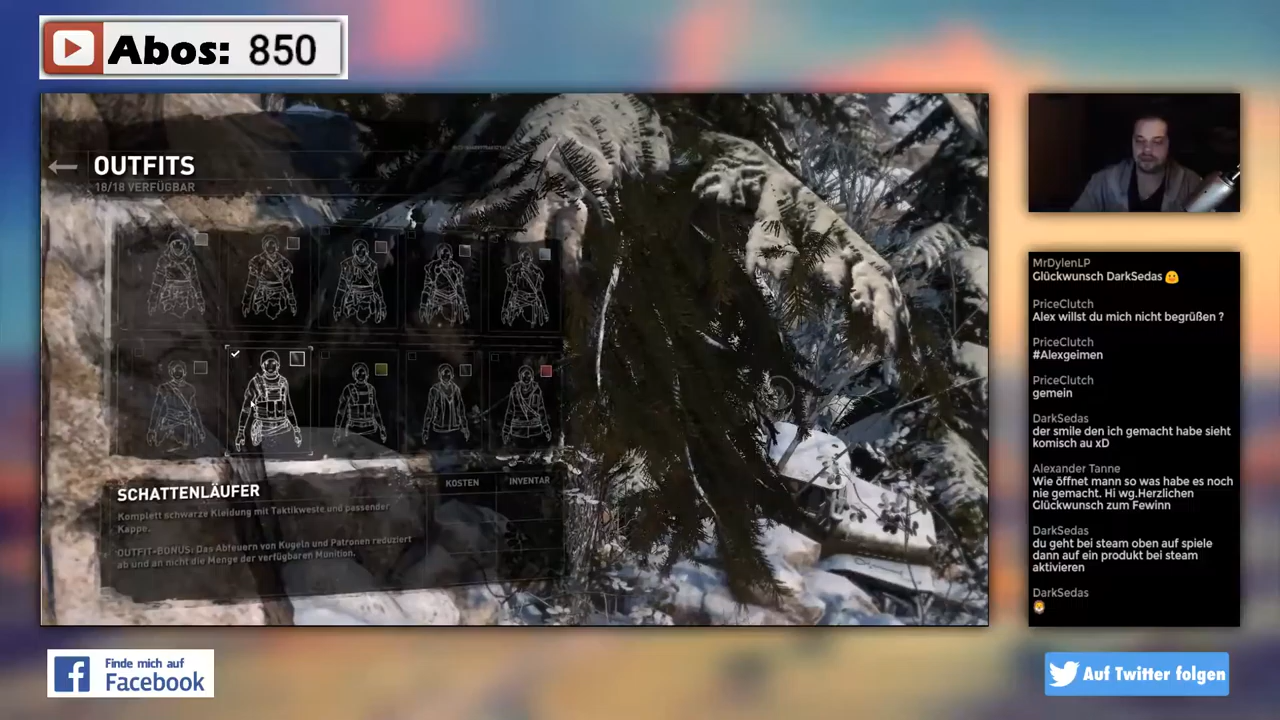 Abos: 850
OUTFITS
18/18 VERFÜGBAR
SCHATTENLÄUFER
KOSTEN
INVENTAR
Komplett schwarze Kleidung mit Taktikweste und passender
Kappe.
OUTFIT-BONUS: Das Abfeuern von Kugeln und Patronen reduziert
ab und an nicht die Menge der verfügbaren Munition.
MrDylenLP
Glückwunsch DarkSedas
PriceClutch
Alex willst du mich nicht begrüßen ?
PriceClutch
#Alexgeimen
PriceClutch
gemein
DarkSedas
der smile den ich gemacht habe sieht
komisch au xD
Alexander Tanne
Wie öffnet mann so was habe es noch
nie gemacht. Hi wg.Herzlichen
Glückwunsch zum Fewinn
DarkSedas
du geht bei steam oben auf spiele
dann auf ein produkt bei steam
aktivieren
DarkSedas
Finde mich auf
Facebook
Auf Twitter folgen